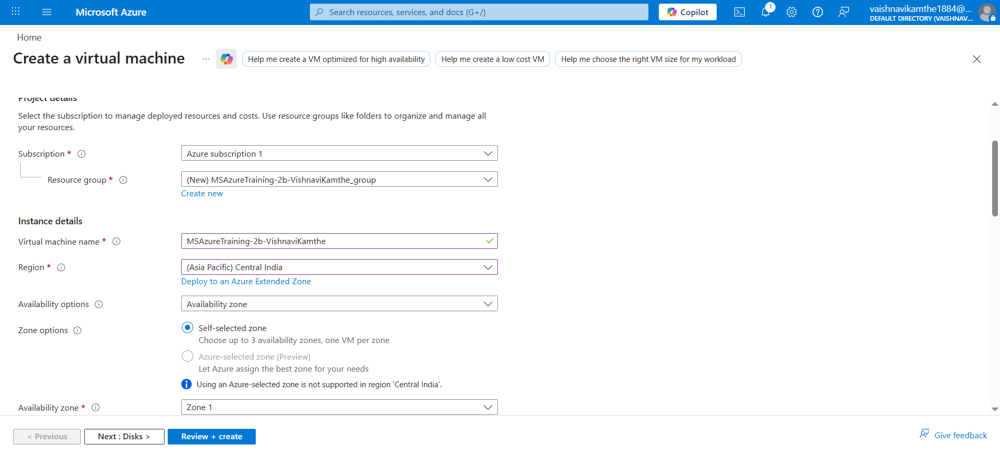 Microsoft Azure
Search resources, services, and docs (G+/)
Copilot
1
vaishnavikamthe1884@...
DEFAULT DIRECTORY (VAISHNAV...
Home
Create a virtual machine
...
Help me create a VM optimized for high availability
Help me create a low cost VM
Help me choose the right VM size for my workload
Project details
Select the subscription to manage deployed resources and costs. Use resource groups like folders to organize and manage all
your resources.
Subscription *
Azure subscription 1
Resource group *
(New) MSAzureTraining-2b-VishnaviKamthe_group
Create new
Instance details
Virtual machine name *
MSAzureTraining-2b-VishnaviKamthe
Region *
(Asia Pacific) Central India
Deploy to an Azure Extended Zone
Availability options
Availability zone
Zone options
Self-selected zone
Choose up to 3 availability zones, one VM per zone
Azure-selected zone (Preview)
Let Azure assign the best zone for your needs
Using an Azure-selected zone is not supported in region 'Central India'.
Availability zone *
Zone 1
< Previous
Next : Disks >
Review + create
Give feedback